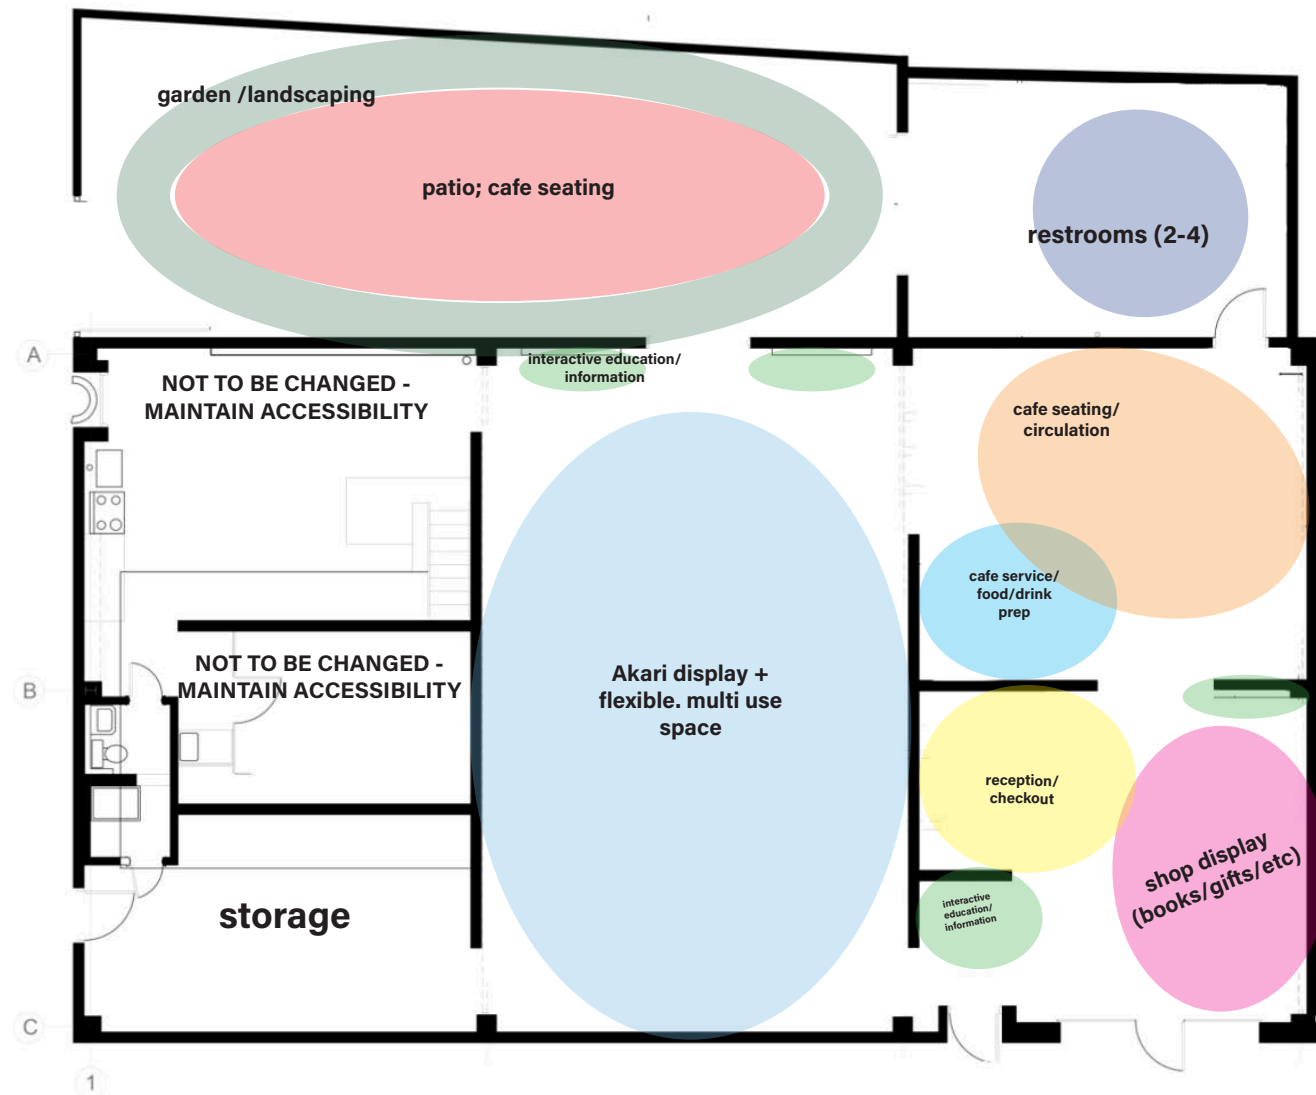 garden /landscaping
patio; cafe seating
restrooms (2-4)
A
interactive education/
information
NOT TO BE CHANGED -
MAINTAIN ACCESSIBILITY
cafe seating/
circulation
cafe service/
food/drink
prep
B
NOT TO BE CHANGED -
MAINTAIN ACCESSIBILITY
Akari display +
flexible. multi use
space
reception/
checkout
shop display
(books/gifts/etc)
interactive
education/
information
storage
C
1